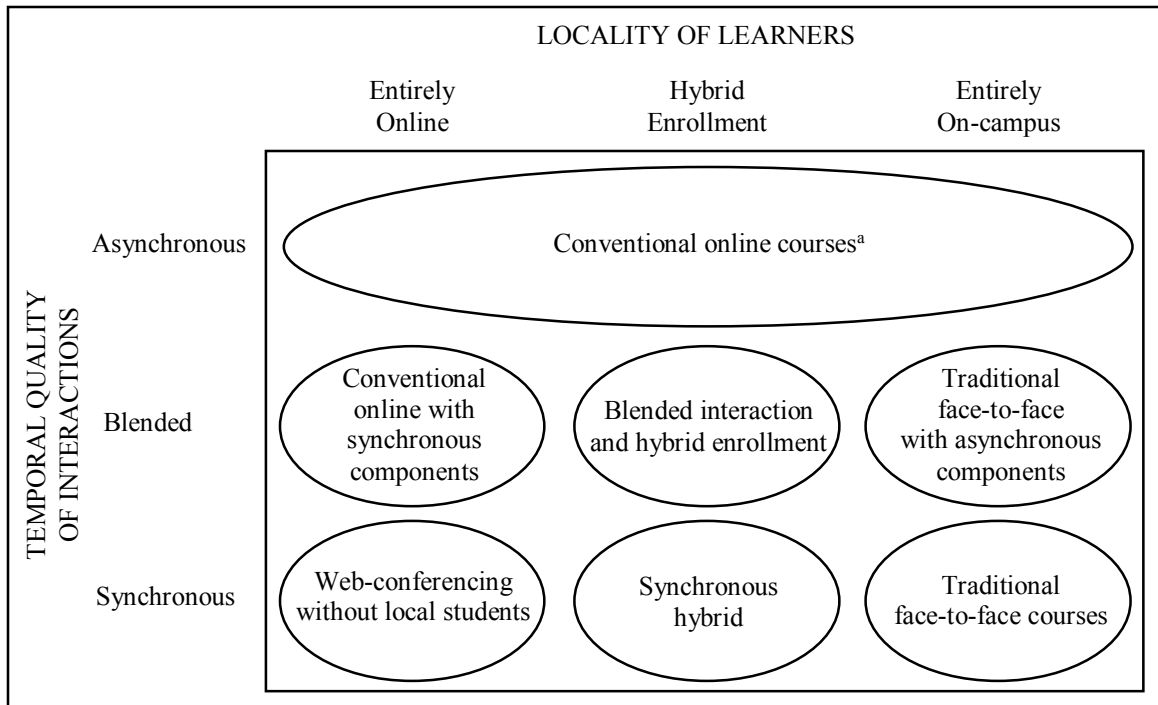 LOCALITY OF LEARNERS
Entirely
Online
Hybrid
Enrollment
Entirely
On-campus
TEMPORAL QUALITY
OF INTERACTIONS
Asynchronous
Conventional online coursesᵃ
Blended
Conventional
online with
synchronous
components
Blended interaction
and hybrid enrollment
Traditional
face-to-face
with asynchronous
components
Synchronous
Web-conferencing
without local students
Synchronous
hybrid
Traditional
face-to-face courses